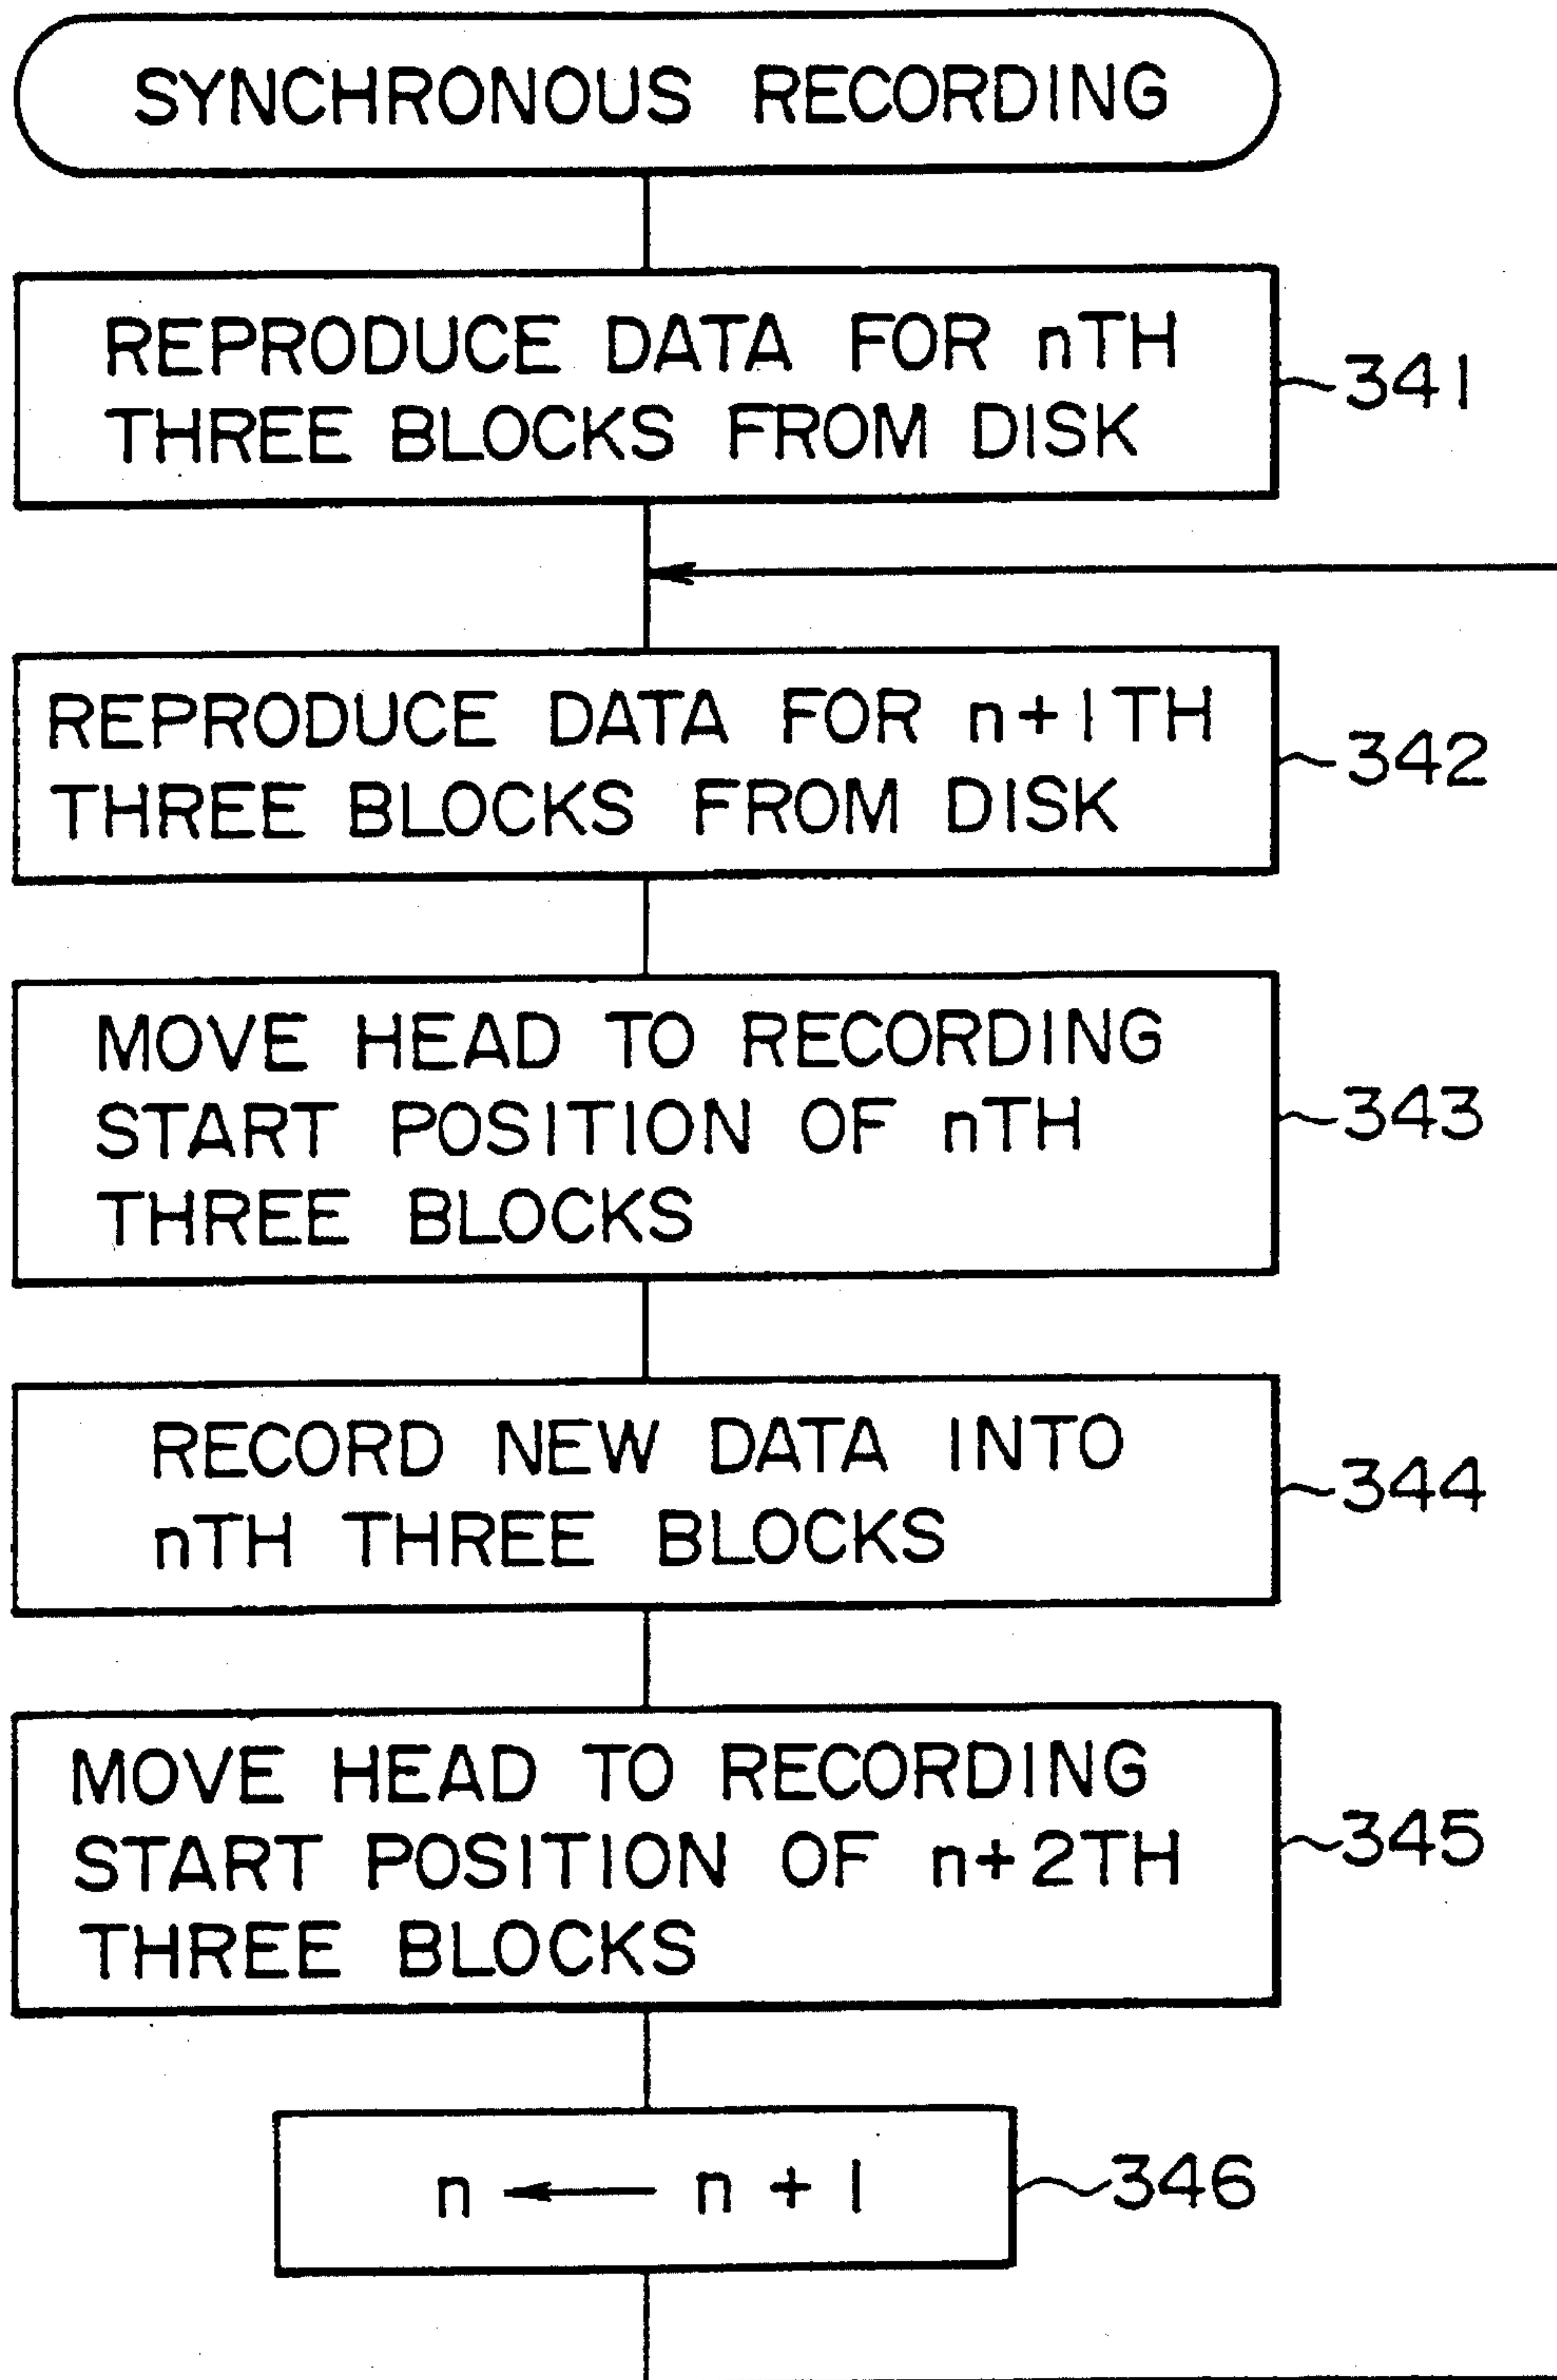 SYNCHRONOUS RECORDING
REPRODUCE DATA FOR nTH
THREE BLOCKS FROM DISK
341
REPRODUCE DATA FOR n+1TH
THREE BLOCKS FROM DISK
342
MOVE HEAD TO RECORDING
START POSITION OF nTH
THREE BLOCKS
343
RECORD NEW DATA INTO
nTH THREE BLOCKS
344
MOVE HEAD TO RECORDING
START POSITION OF n+2TH
THREE BLOCKS
345
n ← n + 1
346